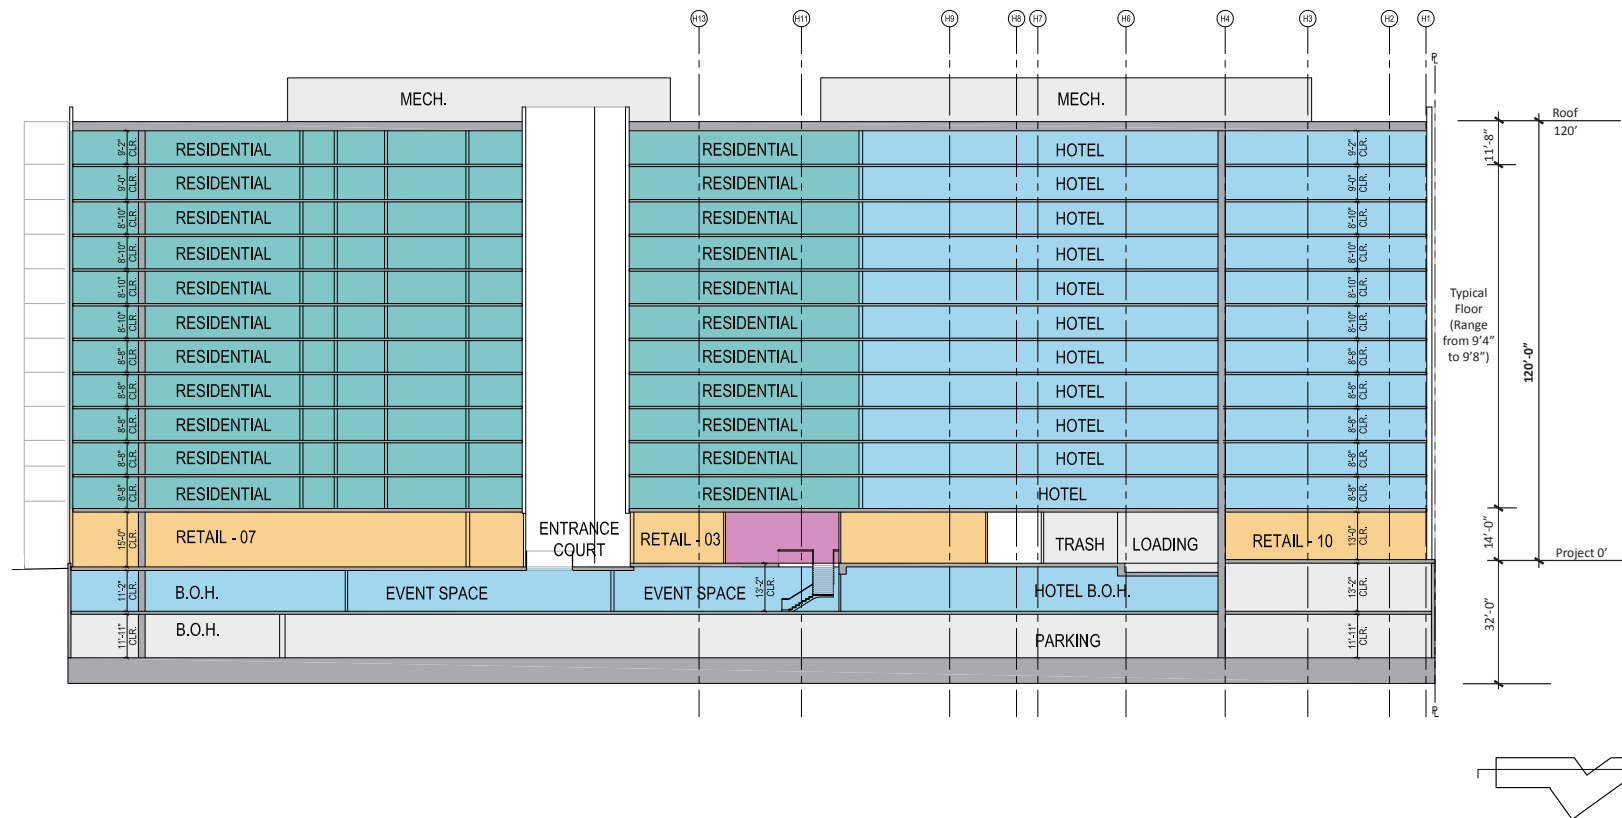 H13 H11 H9 H8 H7 H6 H4 H3 H2 H1
PL
MECH. MECH.
Roof
120'
9'-2" CLR. RESIDENTIAL RESIDENTIAL HOTEL 9'-2" CLR. 11'-8"
9'-0" CLR. RESIDENTIAL RESIDENTIAL HOTEL 9'-0" CLR.
8'-10" CLR. RESIDENTIAL RESIDENTIAL HOTEL 8'-10" CLR.
8'-10" CLR. RESIDENTIAL RESIDENTIAL HOTEL 8'-10" CLR.
8'-10" CLR. RESIDENTIAL RESIDENTIAL HOTEL 8'-10" CLR.
8'-10" CLR. RESIDENTIAL RESIDENTIAL HOTEL 8'-10" CLR.
8'-8" CLR. RESIDENTIAL RESIDENTIAL HOTEL 8'-8" CLR.
8'-8" CLR. RESIDENTIAL RESIDENTIAL HOTEL 8'-8" CLR.
8'-8" CLR. RESIDENTIAL RESIDENTIAL HOTEL 8'-8" CLR.
8'-8" CLR. RESIDENTIAL RESIDENTIAL HOTEL 8'-8" CLR.
8'-8" CLR. RESIDENTIAL RESIDENTIAL HOTEL 8'-8" CLR.
Typical
Floor
(Range
from 9'4"
to 9'8")
120'-0"
15'-0" CLR. RETAIL - 07
ENTRANCE
COURT
RETAIL - 03 TRASH LOADING RETAIL - 10 13'-0" CLR. 14'-0"
Project 0'
11'-2" CLR. B.O.H. EVENT SPACE EVENT SPACE 13'-2" CLR. HOTEL B.O.H. 13'-2" CLR.
32'-0"
11'-11" CLR. B.O.H. PARKING 11'-11" CLR.
PL